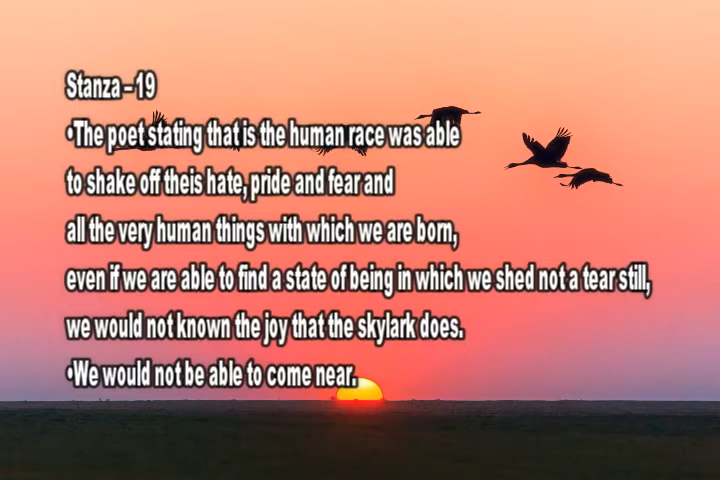 Stanza – 19
•The poet stating that is the human race was able
to shake off theis hate, pride and fear and
all the very human things with which we are born,
even if we are able to find a state of being in which we shed not a tear still,
we would not known the joy that the skylark does.
•We would not be able to come near.